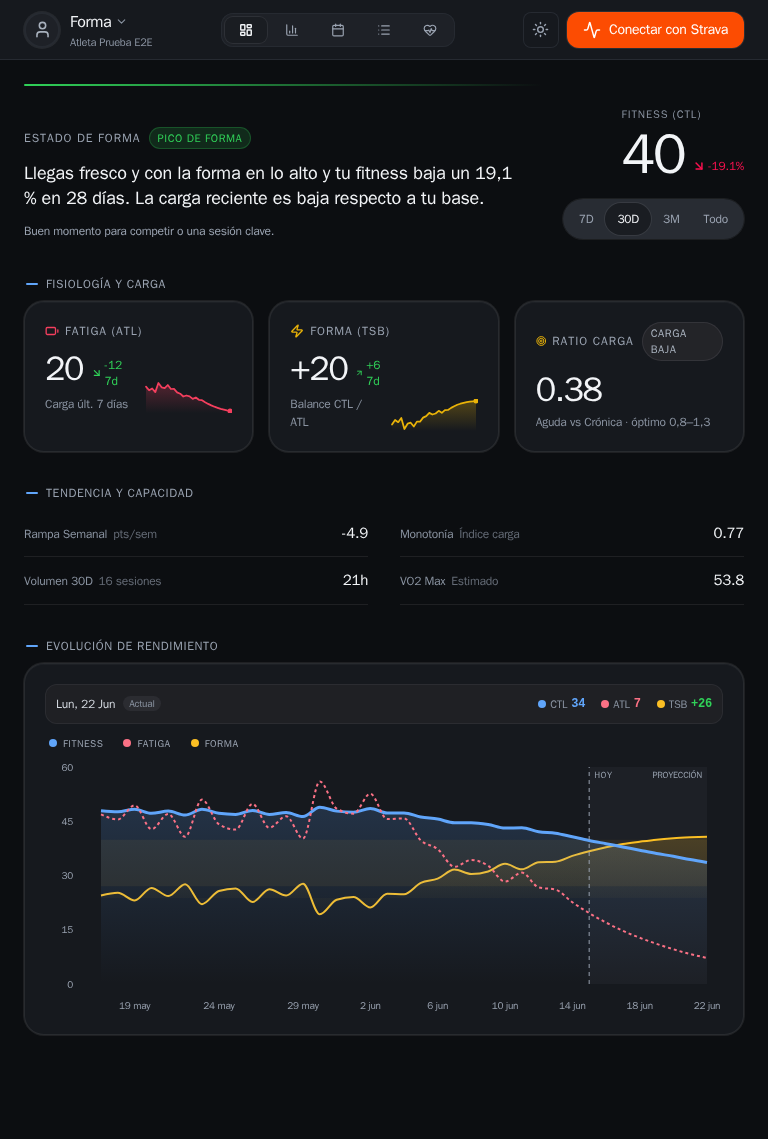 Forma
Atleta Prueba E2E
Conectar con Strava
ESTADO DE FORMA PICO DE FORMA
Llegas fresco y con la forma en lo alto y tu fitness baja un 19,1
% en 28 días. La carga reciente es baja respecto a tu base.
Buen momento para competir o una sesión clave.
FITNESS (CTL)
40 -19.1%
7D 30D 3M Todo
FISIOLOGÍA Y CARGA
FATIGA (ATL)
20 -12
7d
Carga últ. 7 días
FORMA (TSB)
+20 +6
7d
Balance CTL /
ATL
RATIO CARGA CARGA
BAJA
0.38
Aguda vs Crónica · óptimo 0,8–1,3
TENDENCIA Y CAPACIDAD
Rampa Semanal pts/sem -4.9
Monotonía Índice carga 0.77
Volumen 30D 16 sesiones 21h
VO2 Max Estimado 53.8
EVOLUCIÓN DE RENDIMIENTO
Lun, 22 Jun Actual CTL 34 ATL 7 TSB +26
FITNESS FATIGA FORMA
60
45
30
15
0
HOY PROYECCIÓN
19 may 24 may 29 may 2 jun 6 jun 10 jun 14 jun 18 jun 22 jun